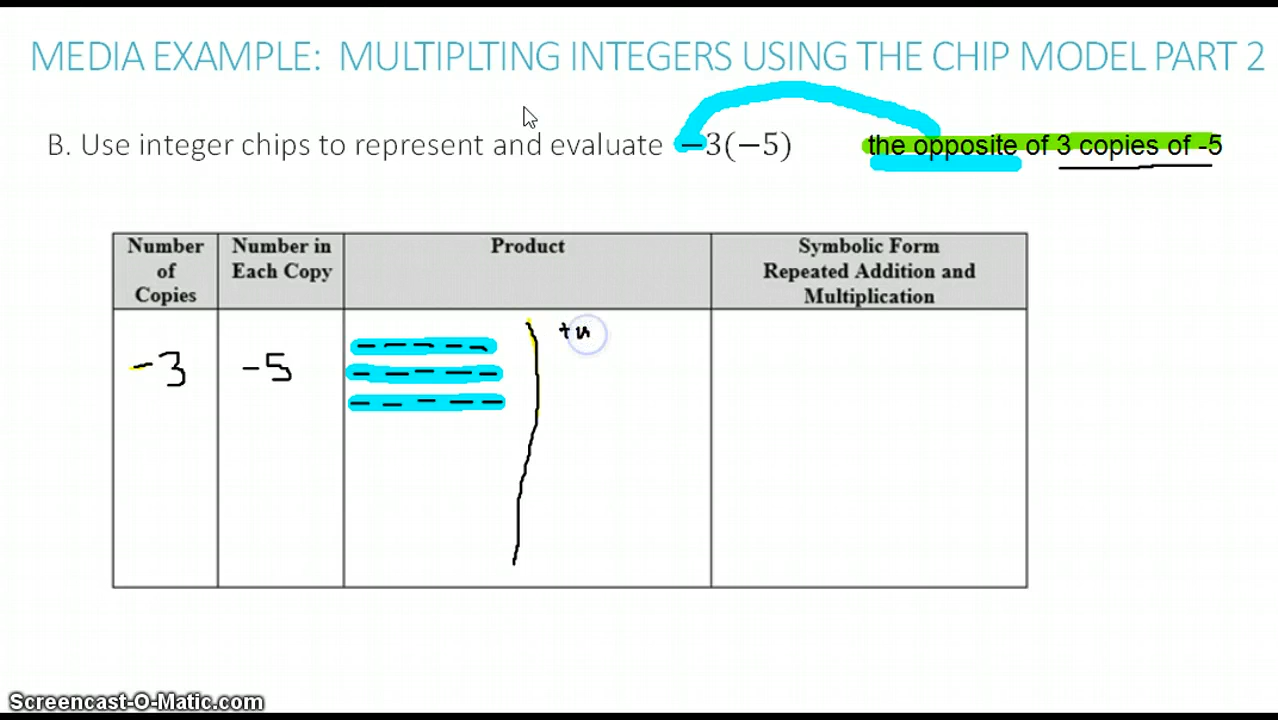 MEDIA EXAMPLE: MULTIPLTING INTEGERS USING THE CHIP MODEL PART 2
B. Use integer chips to represent and evaluate −3(−5) the opposite of 3 copies of -5
Number of Copies
Number in Each Copy
Product
Symbolic Form Repeated Addition and Multiplication
-3
-5
- - - - -
- - - - -
- - - - -
Screencast-O-Matic.com